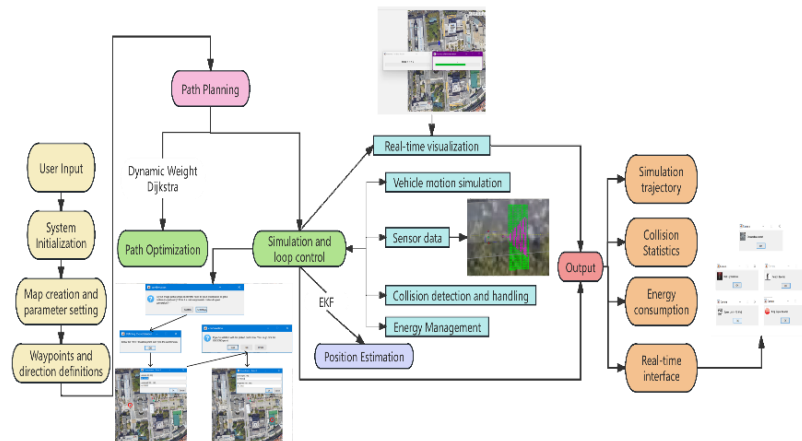 Path Planning
User Input
System
Initialization
Map creation and
parameter setting
Waypoints and
direction definitions
Dynamic Weight
Dijkstra
Path Optimization
Simulation and
loop control
EKF
Position Estimation
Real-time visualization
Vehicle motion simulation
Sensor data
Collision detection and handling
Energy Management
Output
Simulation
trajectory
Collision
Statistics
Energy
consumption
Real-time
interface